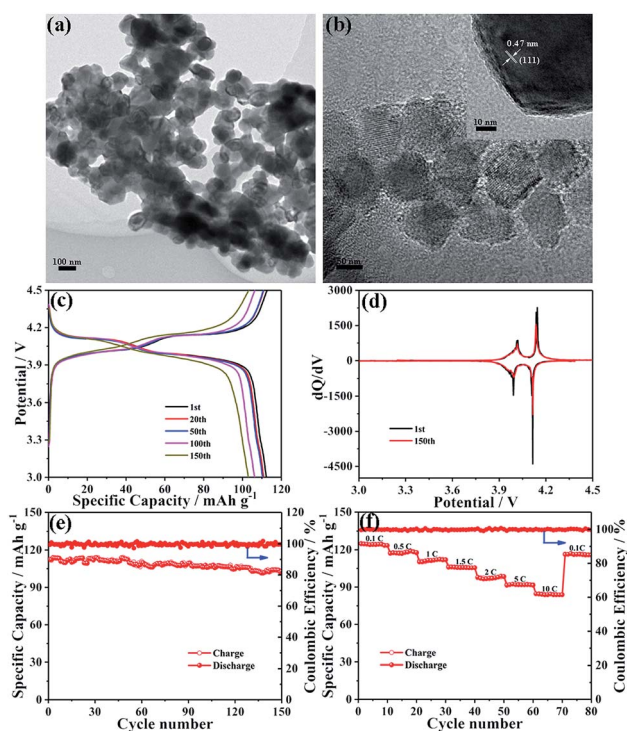 (a)
100 nm
(b)
0.47 nm
(111)
10 nm
50 nm
(c)
4.5
4.2
3.9
3.6
3.3
3.0
Potential / V
1st
20th
50th
100th
150th
0 20 40 60 80 100 120
Specific Capacity / mAh g-1
(d)
3000
1500
0
-1500
-3000
-4500
dQ/dV
1st
150th
3.0 3.3 3.6 3.9 4.2 4.5
Potential / V
(e)
150
120
90
60
30
0
Specific Capacity / mAh g-1
120
100
80
60
40
20
0
Coulombic Efficiency / %
Charge
Discharge
0 30 60 90 120 150
Cycle number
(f)
150
120
90
60
30
0
Specific Capacity / mAh g-1
0.1 C
0.5 C
1 C
1.5 C
2 C
5 C
10 C
0.1C
100
80
60
40
20
0
Coulombic Efficiency / %
Charge
Discharge
0 10 20 30 40 50 60 70 80
Cycle number